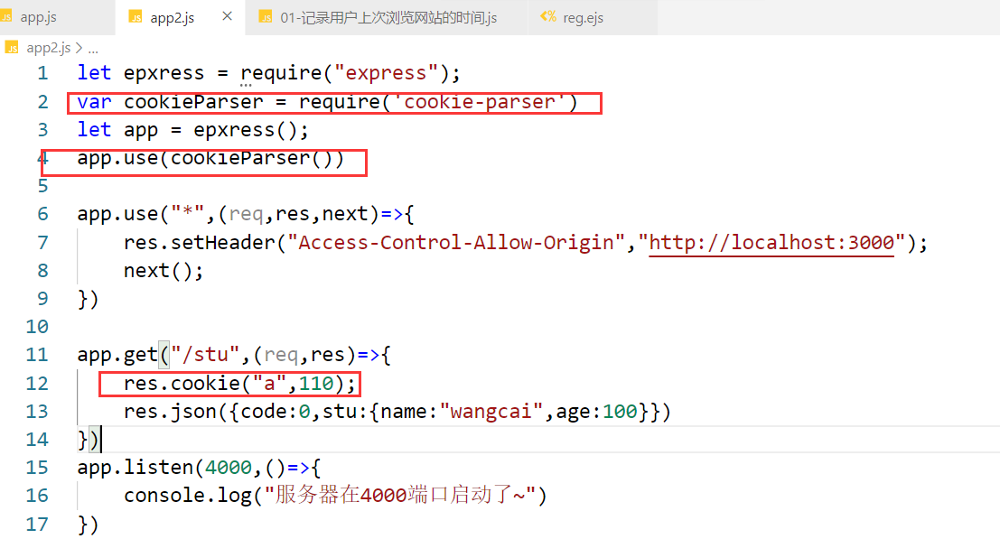 JS app.js
JS app2.js ×
JS 01-记录用户上次浏览网站的时间.js
<% reg.ejs
JS app2.js > ...
1 let epxress = require("express");
2 var cookieParser = require('cookie-parser')
3 let app = epxress();
4 app.use(cookieParser())
5
6 app.use("*",(req,res,next)=>{
7 res.setHeader("Access-Control-Allow-Origin","http://localhost:3000");
8 next();
9 })
10
11 app.get("/stu",(req,res)=>{
12 res.cookie("a",110);
13 res.json({code:0,stu:{name:"wangcai",age:100}})
14 })
15 app.listen(4000,()=>{
16 console.log("服务器在4000端口启动了~")
17 })